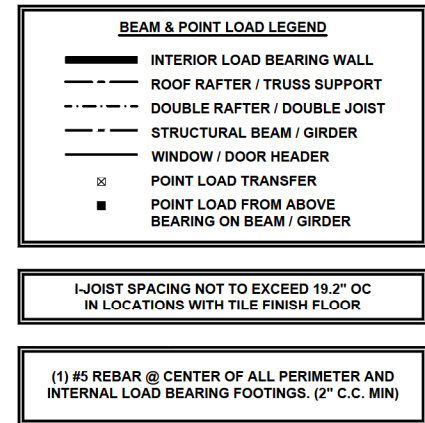 BEAM & POINT LOAD LEGEND
INTERIOR LOAD BEARING WALL
ROOF RAFTER / TRUSS SUPPORT
DOUBLE RAFTER / DOUBLE JOIST
STRUCTURAL BEAM / GIRDER
WINDOW / DOOR HEADER
POINT LOAD TRANSFER
POINT LOAD FROM ABOVE
BEARING ON BEAM / GIRDER
I-JOIST SPACING NOT TO EXCEED 19.2" OC
IN LOCATIONS WITH TILE FINISH FLOOR
(1) #5 REBAR @ CENTER OF ALL PERIMETER AND
INTERNAL LOAD BEARING FOOTINGS. (2" C.C. MIN)